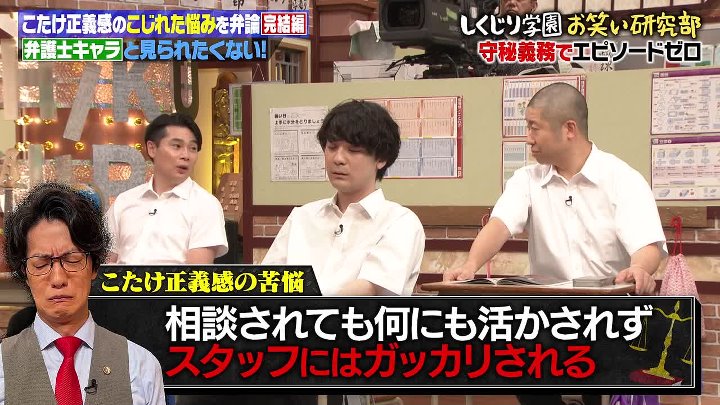 こたけ正義感のこじれた悩みを弁論 完結編
弁護士キャラと見られたくない!
しくじり学園 お笑い研究部
守秘義務でエピソードゼロ
こたけ正義感の苦悩
相談されても何にも活かされず
スタッフにはガッカリされる